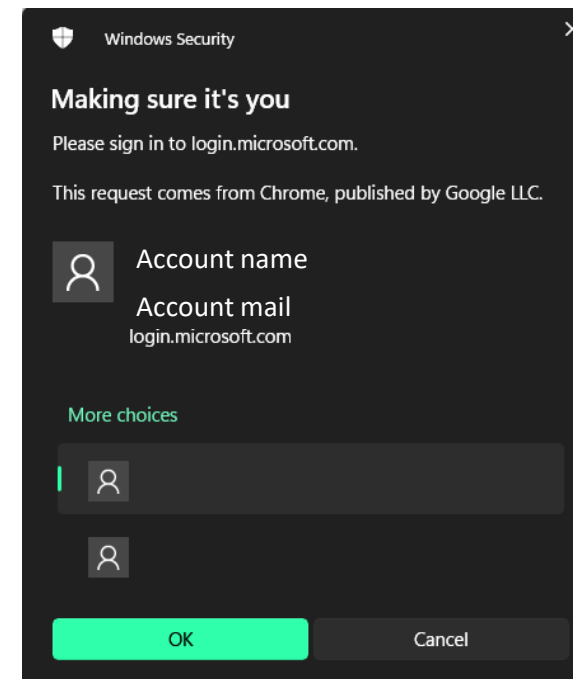 Windows Security
Making sure it's you
Please sign in to login.microsoft.com.
This request comes from Chrome, published by Google LLC.
Account name
Account mail
login.microsoft.com
More choices
OK
Cancel